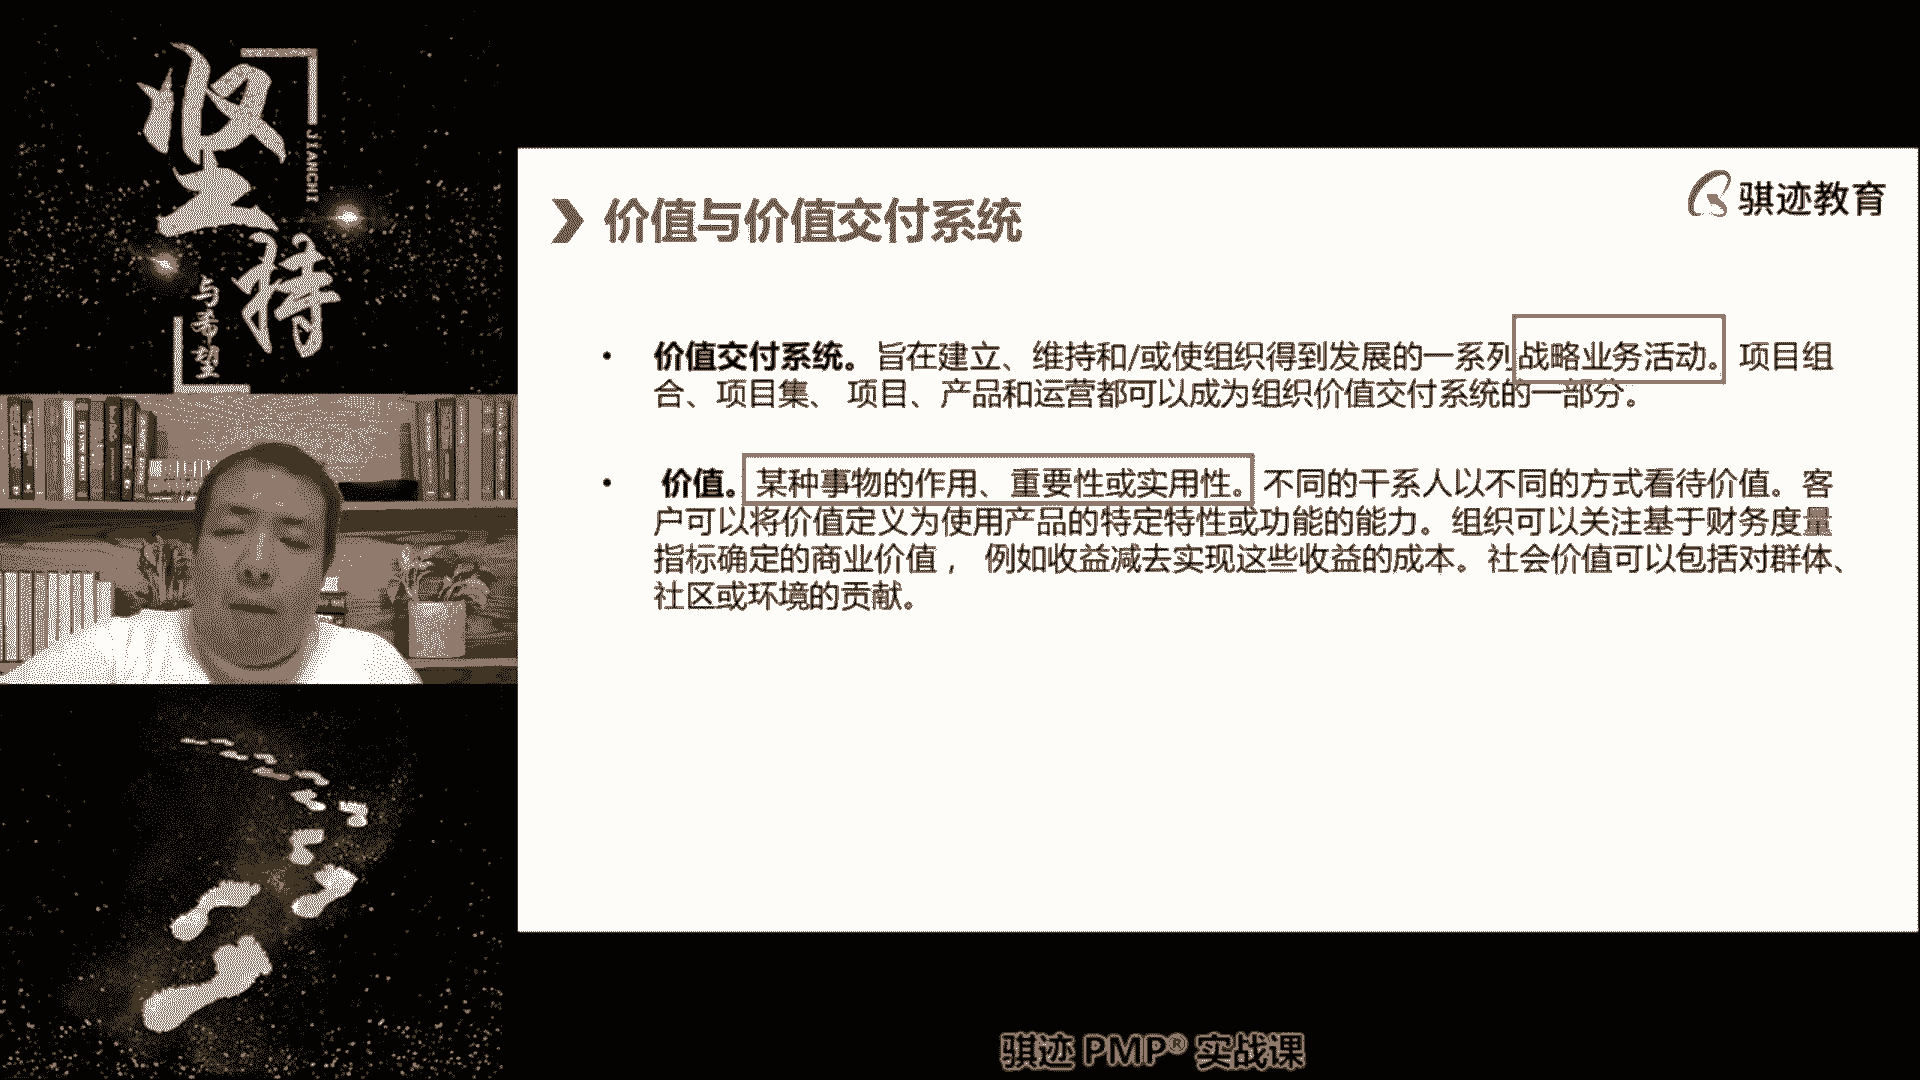 坚持
JIANCHI
与希望
骐迹教育
价值与价值交付系统
• 价值交付系统。旨在建立、维持和/或使组织得到发展的一系列战略业务活动。项目组
合、项目集、 项目、产品和运营都可以成为组织价值交付系统的一部分。
• 价值。某种事物的作用、重要性或实用性。不同的干系人以不同的方式看待价值。客
户可以将价值定义为使用产品的特定特性或功能的能力。组织可以关注基于财务度量
指标确定的商业价值， 例如收益减去实现这些收益的成本。社会价值可以包括对群体、
社区或环境的贡献。
骐迹 PMP® 实战课